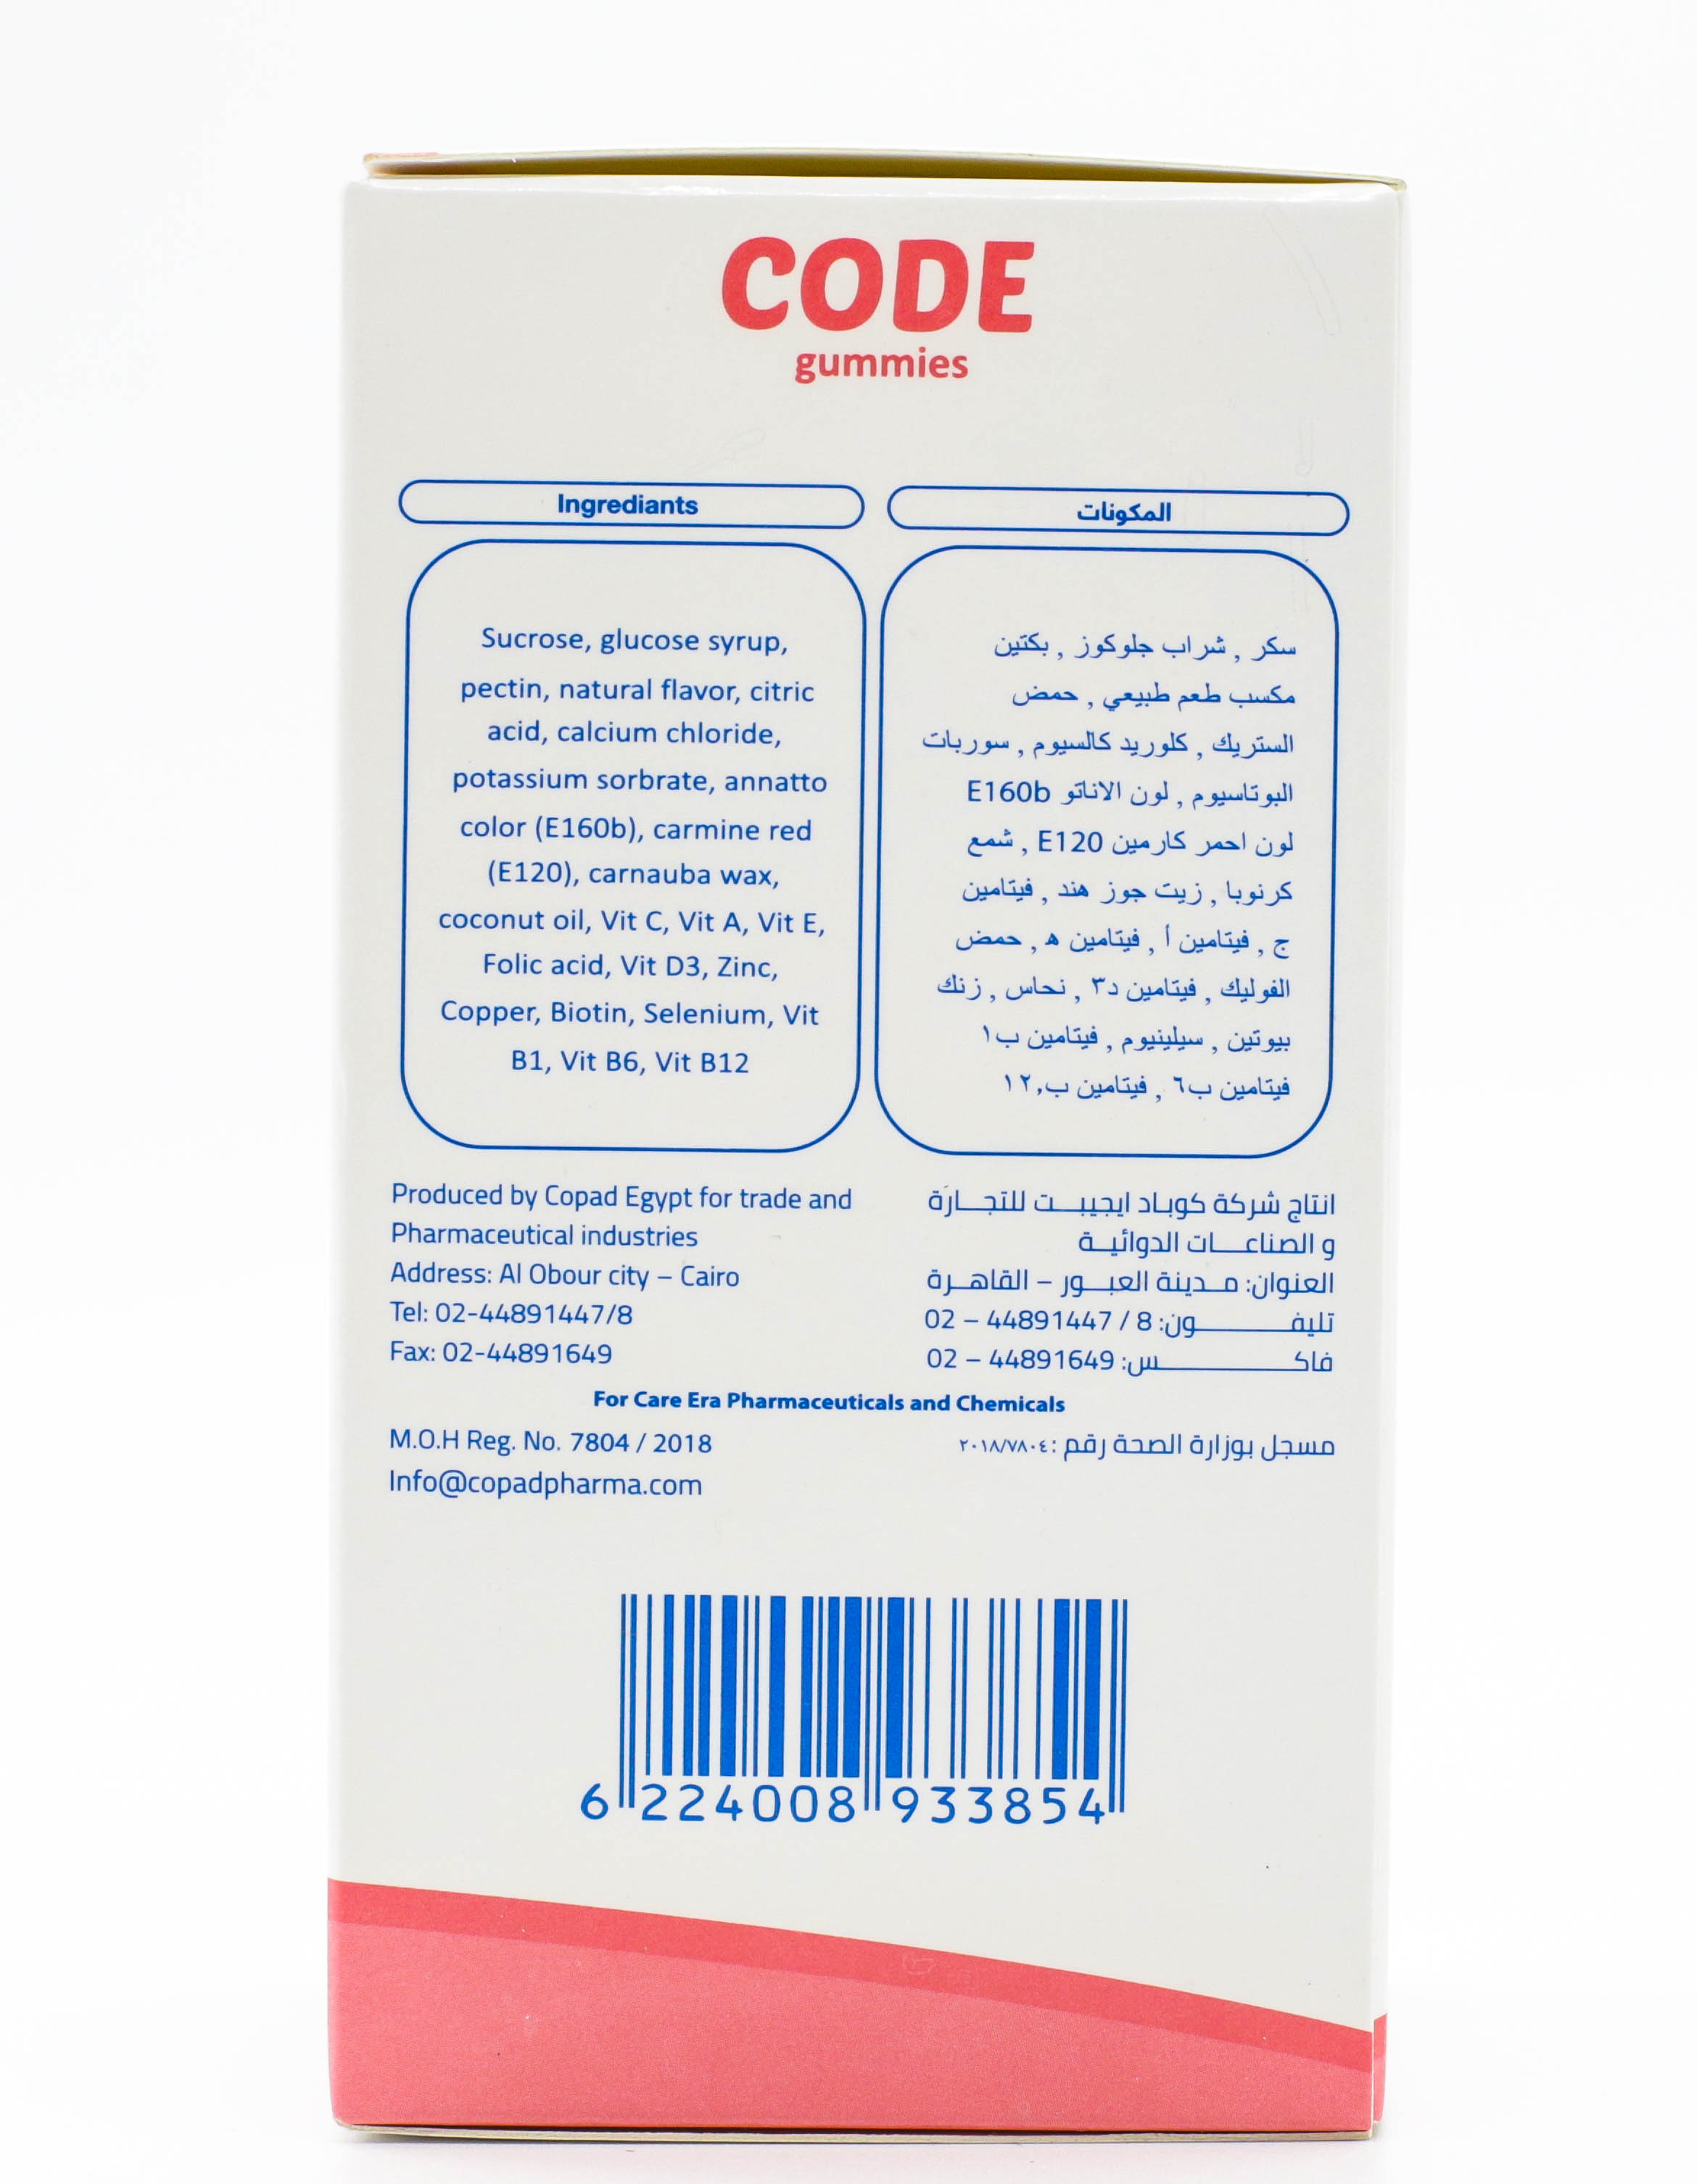 CODE
gummies
Ingrediants
Sucrose, glucose syrup,
pectin, natural flavor, citric
acid, calcium chloride,
potassium sorbrate, annatto
color (E160b), carmine red
(E120), carnauba wax,
coconut oil, Vit C, Vit A, Vit E,
Folic acid, Vit D3, Zinc,
Copper, Biotin, Selenium, Vit
B1, Vit B6, Vit B12
المكونات
سكر , شراب جلوكوز , بكتين
مكسب طعم طبيعي , حمض
الستريك , كلوريد كالسيوم , سوربات
البوتاسيوم , لون الاناتو E160b
لون احمر كارمين E120 , شمع
كرنوبا , زيت جوز هند , فيتامين
ج , فيتامين أ , فيتامين ه , حمض
الفوليك , فيتامين د٣ , نحاس , زنك
بيوتين , سيلينيوم , فيتامين ب١
فيتامين ب٦ , فيتامين ب,١٢
Produced by Copad Egypt for trade and
Pharmaceutical industries
Address: Al Obour city – Cairo
Tel: 02-44891447/8
Fax: 02-44891649
انتاج شركة كوباد ايجيبت للتجارة
و الصناعات الدوائية
العنوان: مدينة العبور – القاهرة
تليفون: 8 / 44891447 – 02
فاكس: 44891649 – 02
For Care Era Pharmaceuticals and Chemicals
M.O.H Reg. No. 7804 / 2018
مسجل بوزارة الصحة رقم :٢٠١٨/٧٨٠٤
Info@copadpharma.com
6 224008 933854